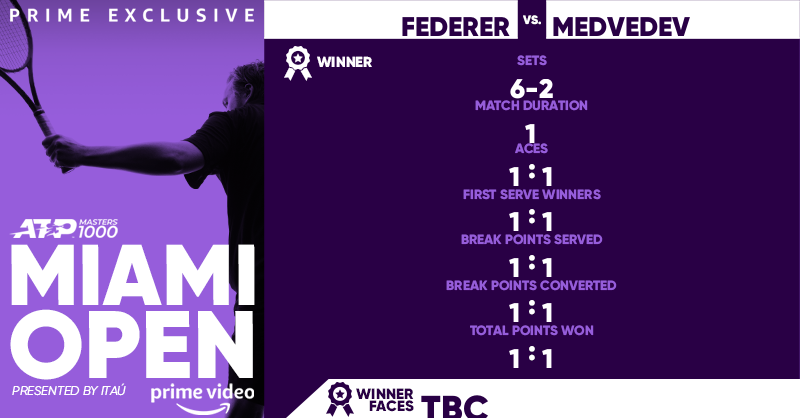 PRIME EXCLUSIVE
ATP MASTERS 1000
MIAMI
OPEN
PRESENTED BY ITAÚ
prime video
FEDERER vs. MEDVEDEV
WINNER
SETS
6-2
MATCH DURATION
1
ACES
1 : 1
FIRST SERVE WINNERS
1 : 1
BREAK POINTS SERVED
1 : 1
BREAK POINTS CONVERTED
1 : 1
TOTAL POINTS WON
1 : 1
WINNER
FACES TBC